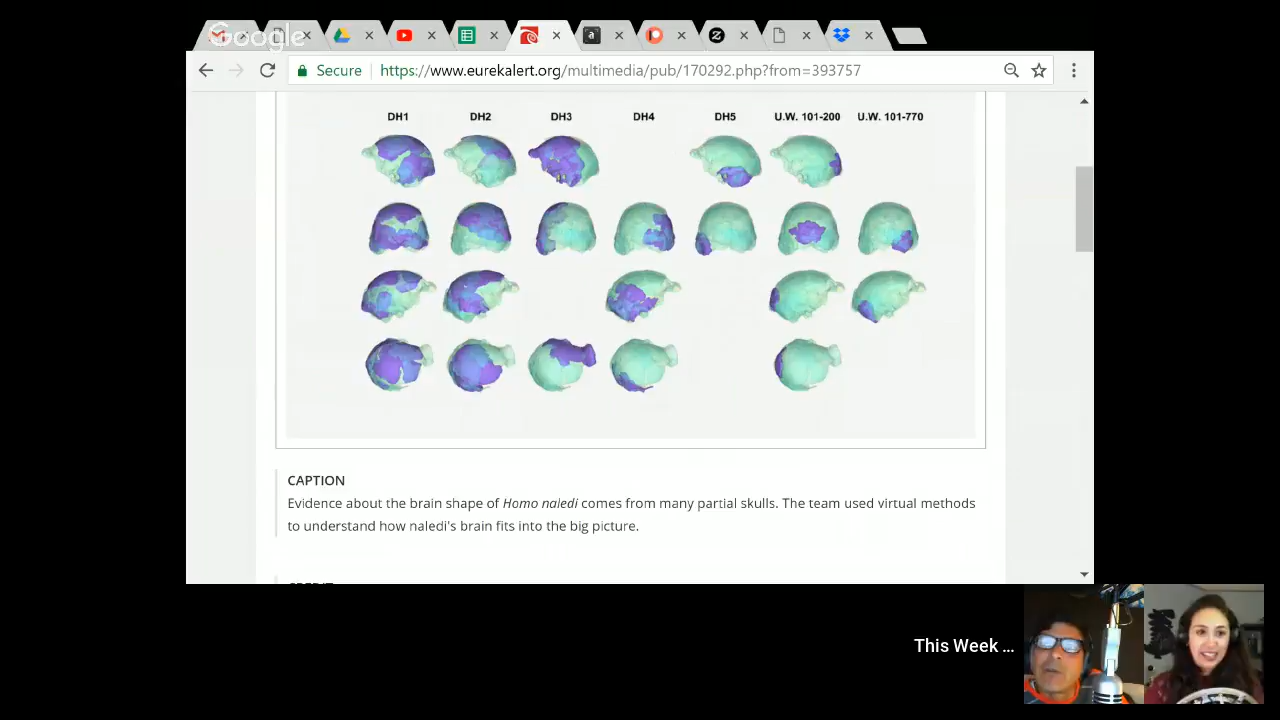 Google
Secure | https://www.eurekalert.org/multimedia/pub/170292.php?from=393757
DH1 DH2 DH3 DH4 DH5 U.W. 101-200 U.W. 101-770
CAPTION
Evidence about the brain shape of Homo naledi comes from many partial skulls. The team used virtual methods
to understand how naledi's brain fits into the big picture.
This Week ...